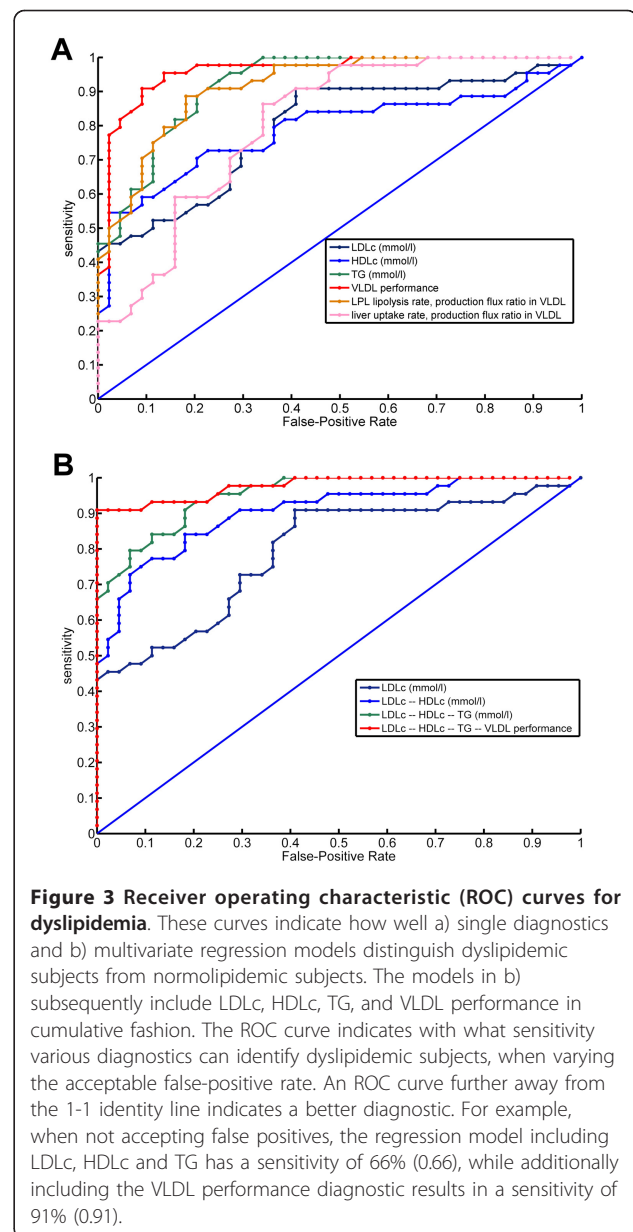 A
1
0.9
0.8
0.7
0.6
0.5
0.4
0.3
0.2
0.1
0
sensitivity
LDLc (mmol/l)
HDLc (mmol/l)
TG (mmol/l)
VLDL performance
LPL lipolysis rate, production flux ratio in VLDL
liver uptake rate, production flux ratio in VLDL
0 0.1 0.2 0.3 0.4 0.5 0.6 0.7 0.8 0.9 1
False-Positive Rate
B
1
0.9
0.8
0.7
0.6
0.5
0.4
0.3
0.2
0.1
0
sensitivity
LDLc (mmol/l)
LDLc -- HDLc (mmol/l)
LDLc -- HDLc -- TG (mmol/l)
LDLc -- HDLc -- TG -- VLDL performance
0 0.1 0.2 0.3 0.4 0.5 0.6 0.7 0.8 0.9 1
False-Positive Rate
Figure 3 Receiver operating characteristic (ROC) curves for
dyslipidemia. These curves indicate how well a) single diagnostics
and b) multivariate regression models distinguish dyslipidemic
subjects from normolipidemic subjects. The models in b)
subsequently include LDLc, HDLc, TG, and VLDL performance in
cumulative fashion. The ROC curve indicates with what sensitivity
various diagnostics can identify dyslipidemic subjects, when varying
the acceptable false-positive rate. An ROC curve further away from
the 1-1 identity line indicates a better diagnostic. For example,
when not accepting false positives, the regression model including
LDLc, HDLc and TG has a sensitivity of 66% (0.66), while additionally
including the VLDL performance diagnostic results in a sensitivity of
91% (0.91).